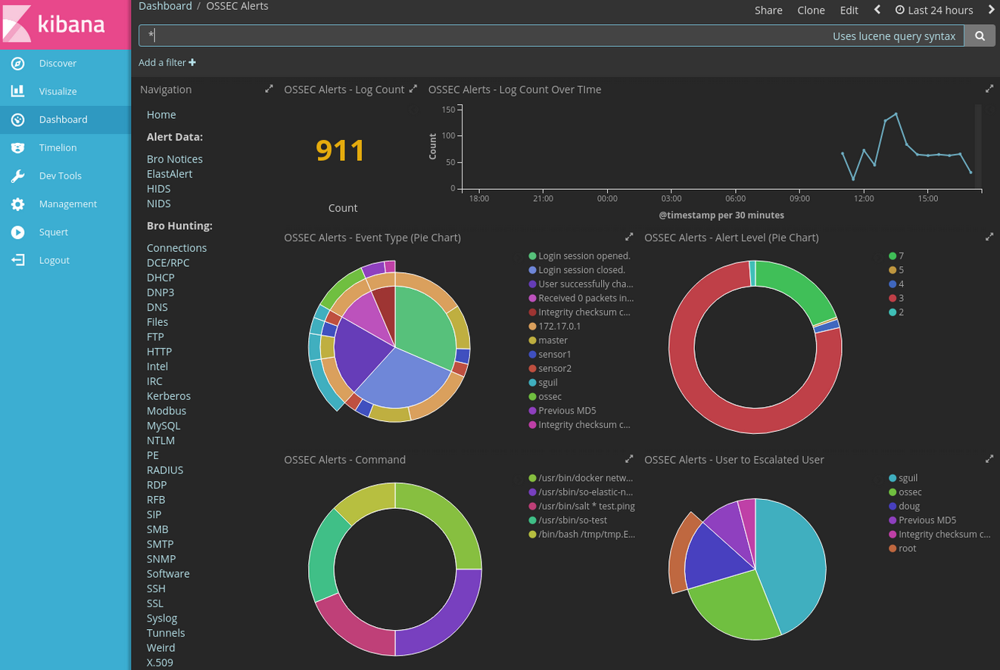 kibana
Discover
Visualize
Dashboard
Timelion
Dev Tools
Management
Squert
Logout
Dashboard / OSSEC Alerts
Share Clone Edit Last 24 hours
* Uses lucene query syntax
Add a filter +
Navigation
Home
Alert Data:
Bro Notices
ElastAlert
HIDS
NIDS
Bro Hunting:
Connections
DCE/RPC
DHCP
DNP3
DNS
Files
FTP
HTTP
Intel
IRC
Kerberos
Modbus
MySQL
NTLM
PE
RADIUS
RDP
RFB
SIP
SMB
SMTP
SNMP
Software
SSH
SSL
Syslog
Tunnels
Weird
X.509
OSSEC Alerts - Log Count
911
Count
OSSEC Alerts - Log Count Over TIme
150
100
50
0
Count
18:00 21:00 00:00 03:00 06:00 09:00 12:00 15:00
@timestamp per 30 minutes
OSSEC Alerts - Event Type (Pie Chart)
Login session opened.
Login session closed.
User successfully cha...
Received 0 packets in...
Integrity checksum c...
172.17.0.1
master
sensor1
sensor2
sguil
ossec
Previous MD5
Integrity checksum c...
OSSEC Alerts - Alert Level (Pie Chart)
7
5
4
3
2
OSSEC Alerts - Command
/usr/bin/docker netw...
/usr/sbin/so-elastic-n...
/usr/bin/salt * test.ping
/usr/sbin/so-test
/bin/bash /tmp/tmp.E...
OSSEC Alerts - User to Escalated User
sguil
ossec
doug
Previous MD5
Integrity checksum c...
root